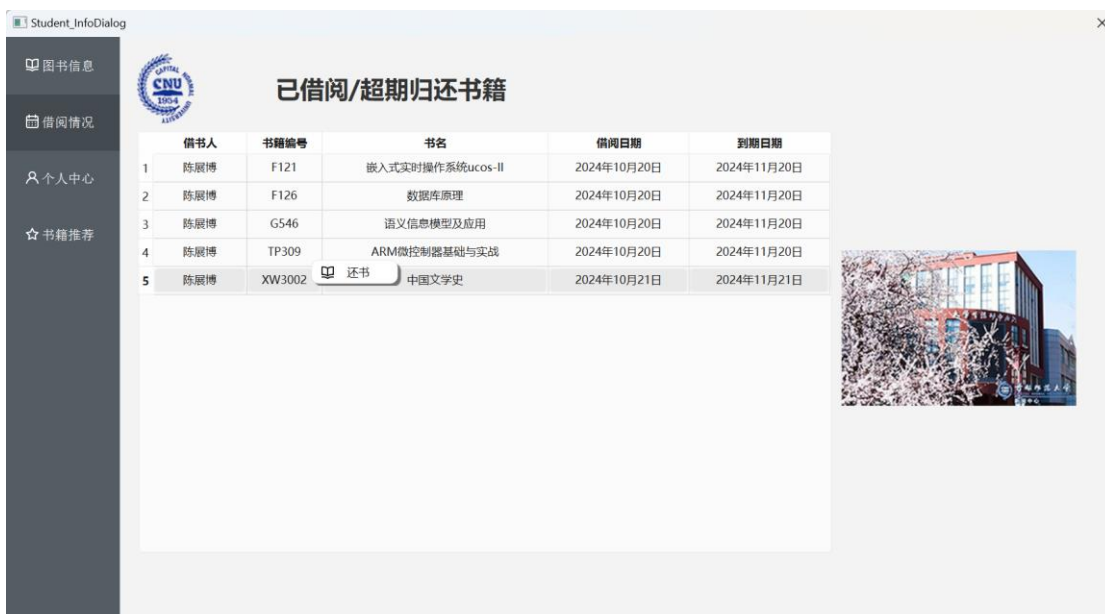 Student_InfoDialog
图书信息
借阅情况
个人中心
书籍推荐
CAPITAL NORMAL UNIVERSITY
CNU
1954
已借阅/超期归还书籍
借书人 书籍编号 书名 借阅日期 到期日期
1 陈展博 F121 嵌入式实时操作系统ucos-II 2024年10月20日 2024年11月20日
2 陈展博 F126 数据库原理 2024年10月20日 2024年11月20日
3 陈展博 G546 语义信息模型及应用 2024年10月20日 2024年11月20日
4 陈展博 TP309 ARM微控制器基础与实战 2024年10月20日 2024年11月20日
5 陈展博 XW3002 中国文学史 2024年10月21日 2024年11月21日
还书